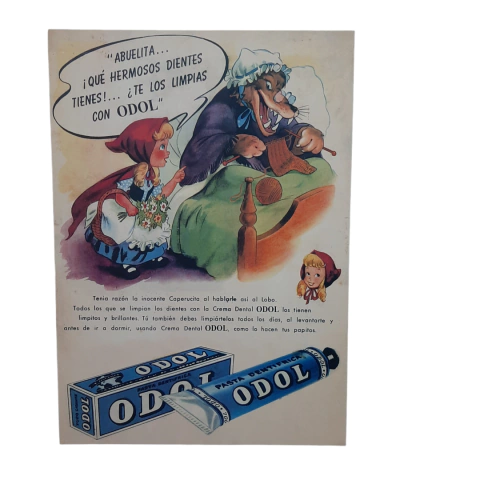 "ABUELITA...
¡QUÉ HERMOSOS DIENTES
TIENES!... ¿TE LOS LIMPIAS
CON ODOL"
Tenía razón la inocente Caperucita al hablarle así al Lobo.
Todos los que se limpian los dientes con la Crema Dental ODOL los tienen
limpitos y brillantes. Tú también debes limpiártelos todos los días, al levantarte y
antes de ir a dormir, usando Crema Dental ODOL, como lo hacen tus papitos.
ODOL
ODOL
ODOL
PASTA DENTIFRICA
ODOL